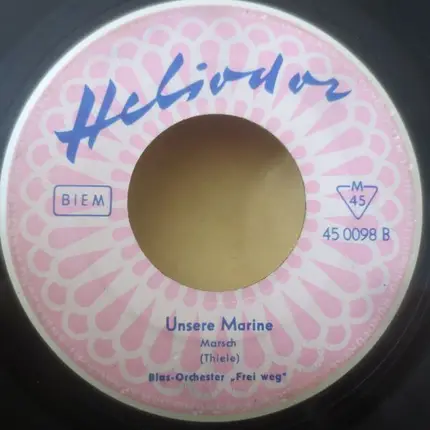 Heliodor
BIEM
M
45
45 0098 B
Unsere Marine
Marsch
(Thiele)
Blas-Orchester „Frei weg"